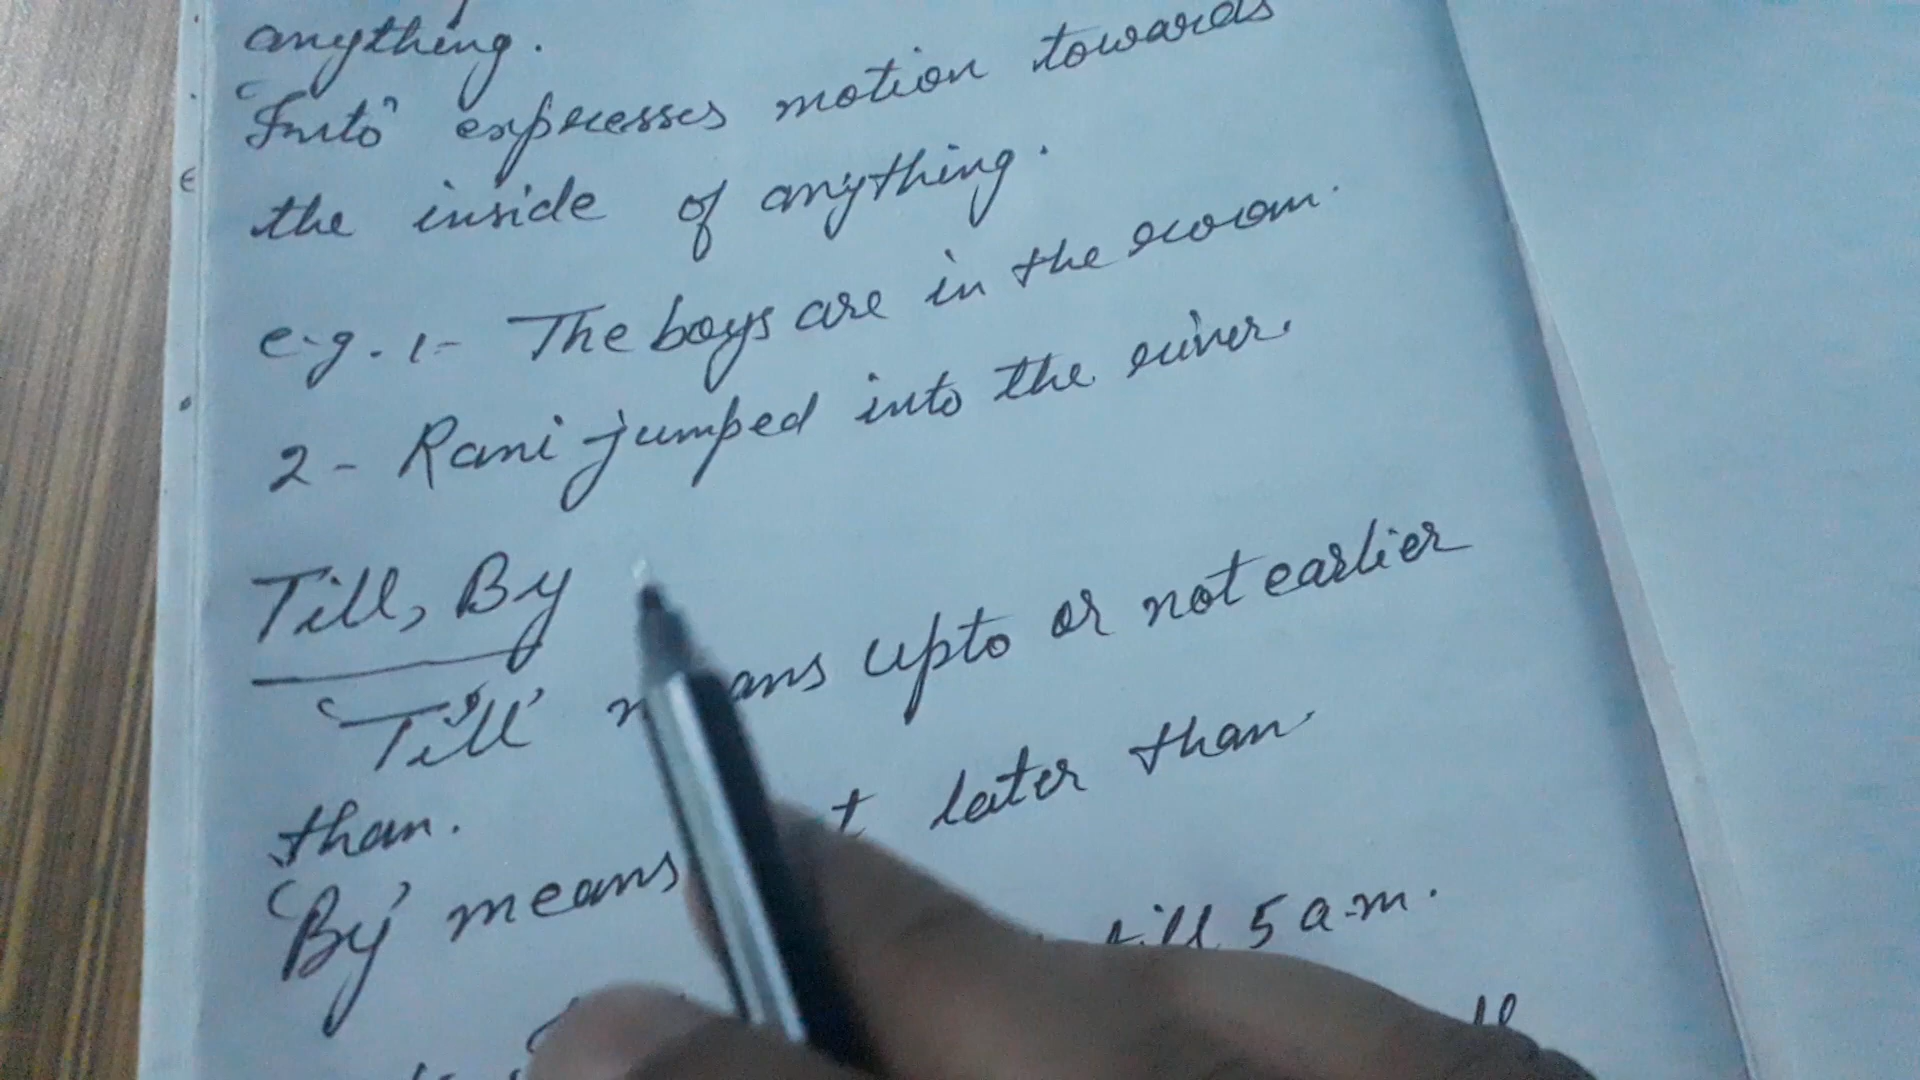 anything.
'Into' expresses motion towards
the inside of anything.
e.g. 1- The boys are in the room.
2 - Rani jumped into the river.
Till, By
'Till' means upto or not earlier
than.
'By' means later than
till 5 a.m.